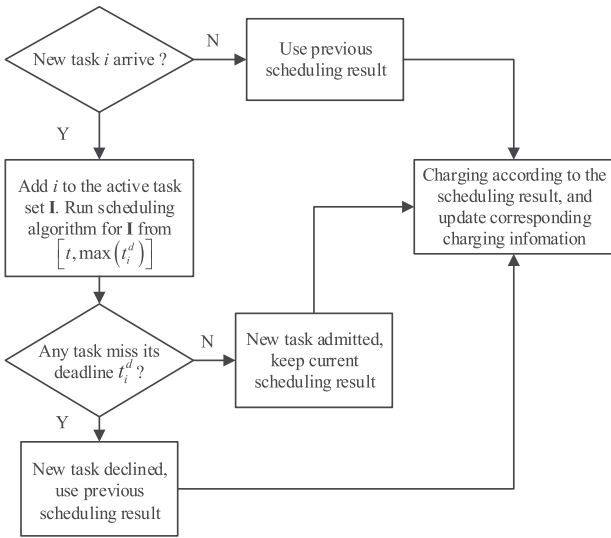 New task i arrive ?
N
Use previous
scheduling result
Y
Add i to the active task
set I. Run scheduling
algorithm for I from
[t, max(t_i^d)]
Charging according to the
scheduling result, and
update corresponding
charging infomation
Any task miss its
deadline t_i^d ?
N
New task admitted,
keep current
scheduling result
Y
New task declined,
use previous
scheduling result